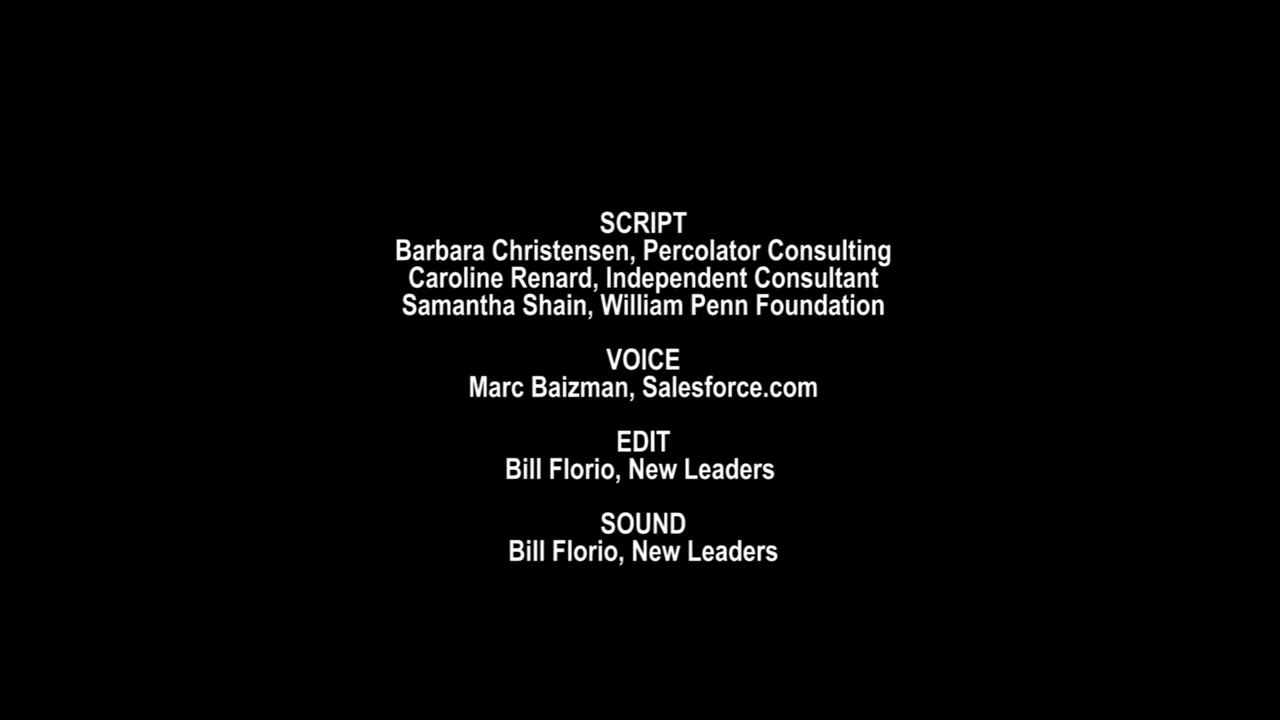 SCRIPT
Barbara Christensen, Percolator Consulting
Caroline Renard, Independent Consultant
Samantha Shain, William Penn Foundation
VOICE
Marc Baizman, Salesforce.com
EDIT
Bill Florio, New Leaders
SOUND
Bill Florio, New Leaders